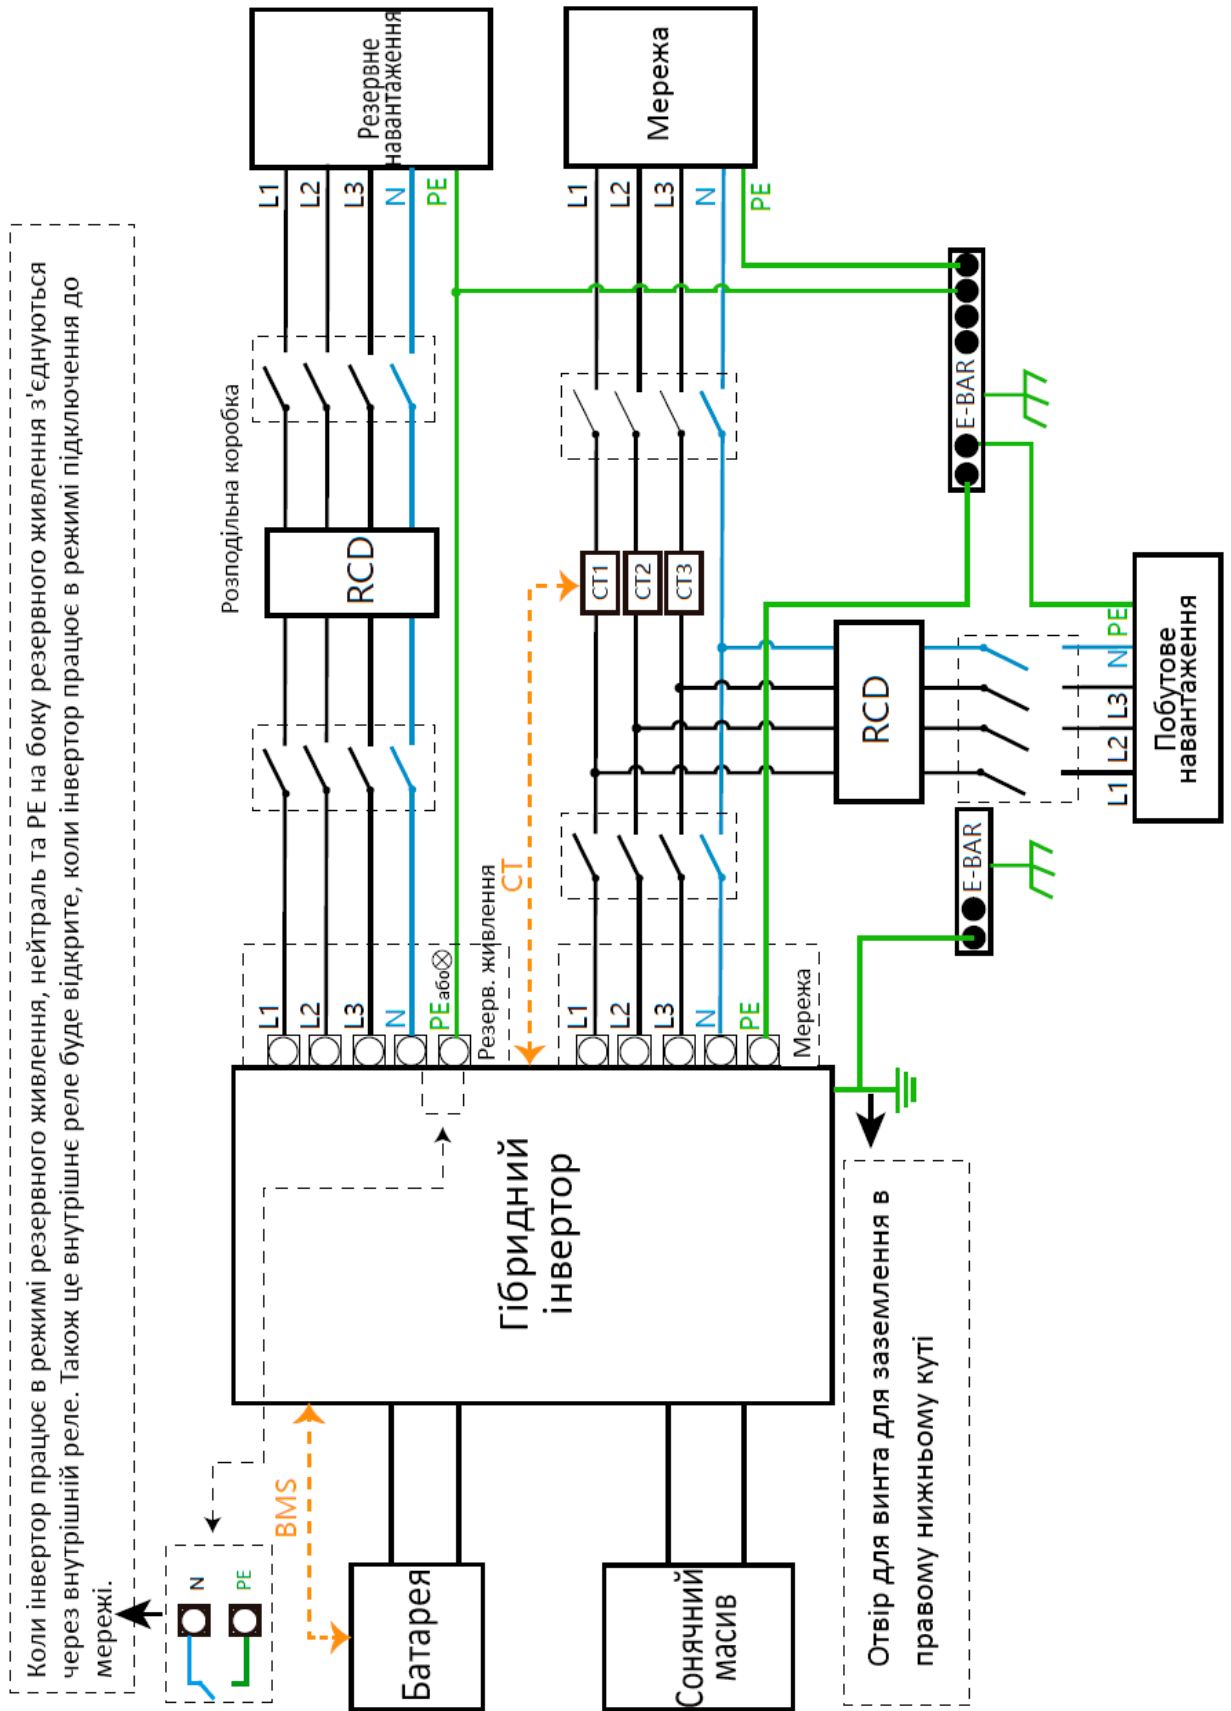 Коли інвертор працює в режимі резервного живлення, нейтраль та PE на боку резервного живлення з'єднуються
через внутрішній реле. Також це внутрішнє реле буде відкрите, коли інвертор працює в режимі підключення до
мережі.
N
PE
Батарея
BMS
Сонячний
масив
Гібридний
інвертор
L1
L2
L3
N
PE або
Резерв. живлення
CT
L1
L2
L3
N
PE
Мережа
Розподільна коробка
RCD
CT1
CT2
CT3
L1
L2
L3
N
PE
Резервне
навантаження
L1
L2
L3
N
PE
Мережа
RCD
E-BAR
E-BAR
L1
L2
L3
N
PE
Побутове
навантаження
Отвір для винта для заземлення в
правому нижньому куті